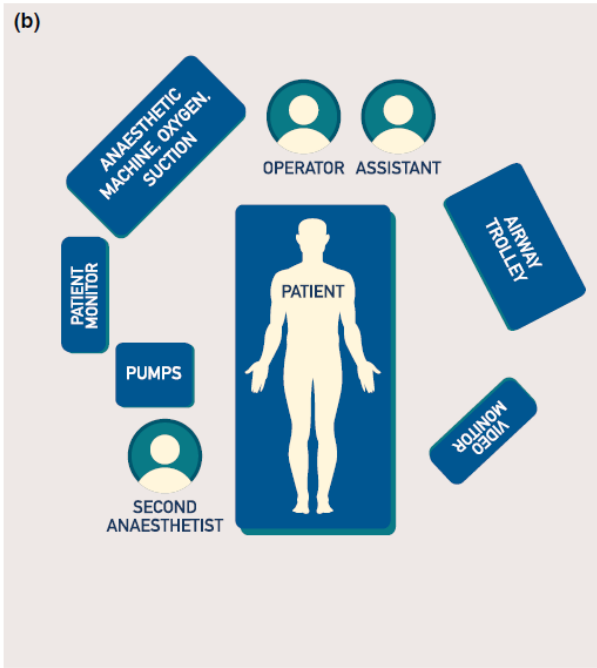 (b)
ANAESTHETIC
MACHINE, OXYGEN,
SUCTION
OPERATOR
ASSISTANT
AIRWAY
TROLLEY
PATIENT
MONITOR
PATIENT
PUMPS
VIDEO
MONITOR
SECOND
ANAESTHETIST